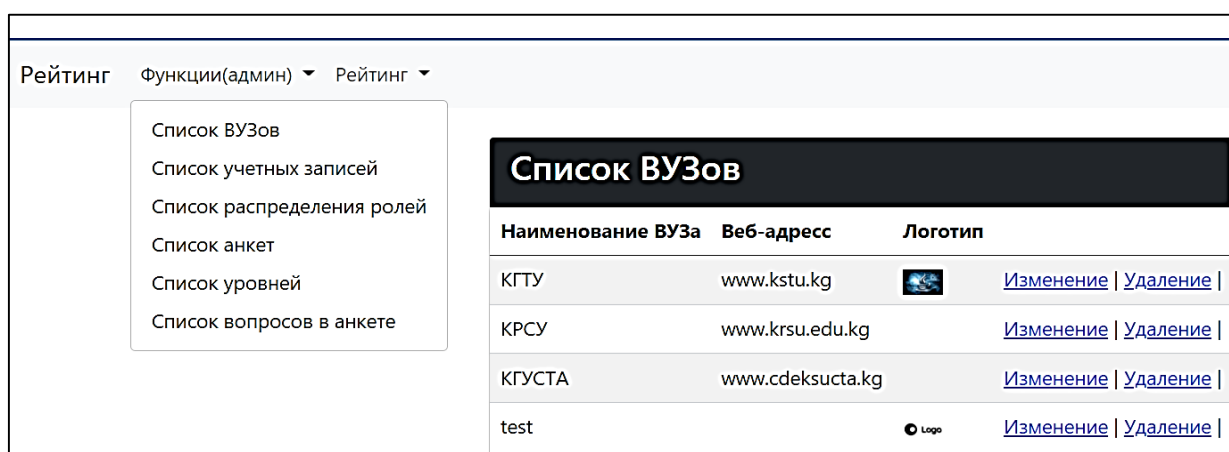 Рейтинг Функции(админ) Рейтинг
Список ВУЗов
Список учетных записей
Список распределения ролей
Список анкет
Список уровней
Список вопросов в анкете
Список ВУЗов
Наименование ВУЗа Веб-адресс Логотип
КГТУ www.kstu.kg Изменение | Удаление |
КРСУ www.krsu.edu.kg Изменение | Удаление |
КГУСТА www.cdeksucta.kg Изменение | Удаление |
test Logo Изменение | Удаление |